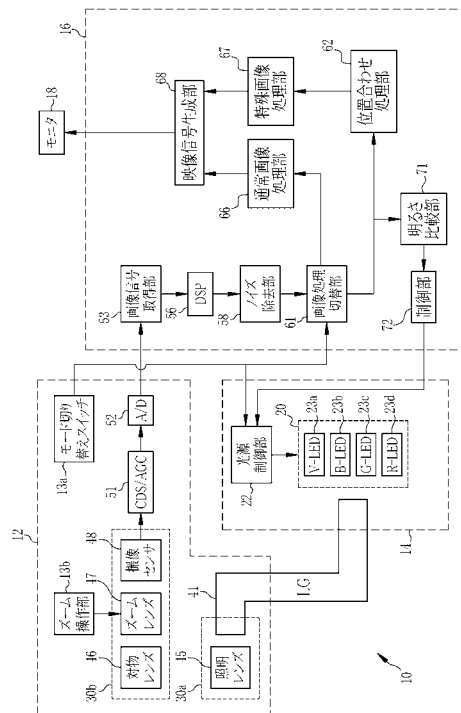 10
12
ズーム
操作部
13b
モード切り
替えスイッチ
13a
対物
レンズ
46
ズーム
レンズ
47
撮像
センサ
48
30b
CDS/AGC
51
A/D
52
照明
レンズ
45
30a
41
LG
14
光源
制御部
22
20
V-LED
23a
B-LED
23b
G-LED
23c
R-LED
23d
16
画像信号
取得部
53
DSP
56
ノイズ
除去部
58
画像処理
切替部
61
位置合わせ
処理部
62
通常画像
処理部
66
特殊画像
処理部
67
映像信号生成部
68
明るさ
比較部
71
制御部
72
モニタ
18